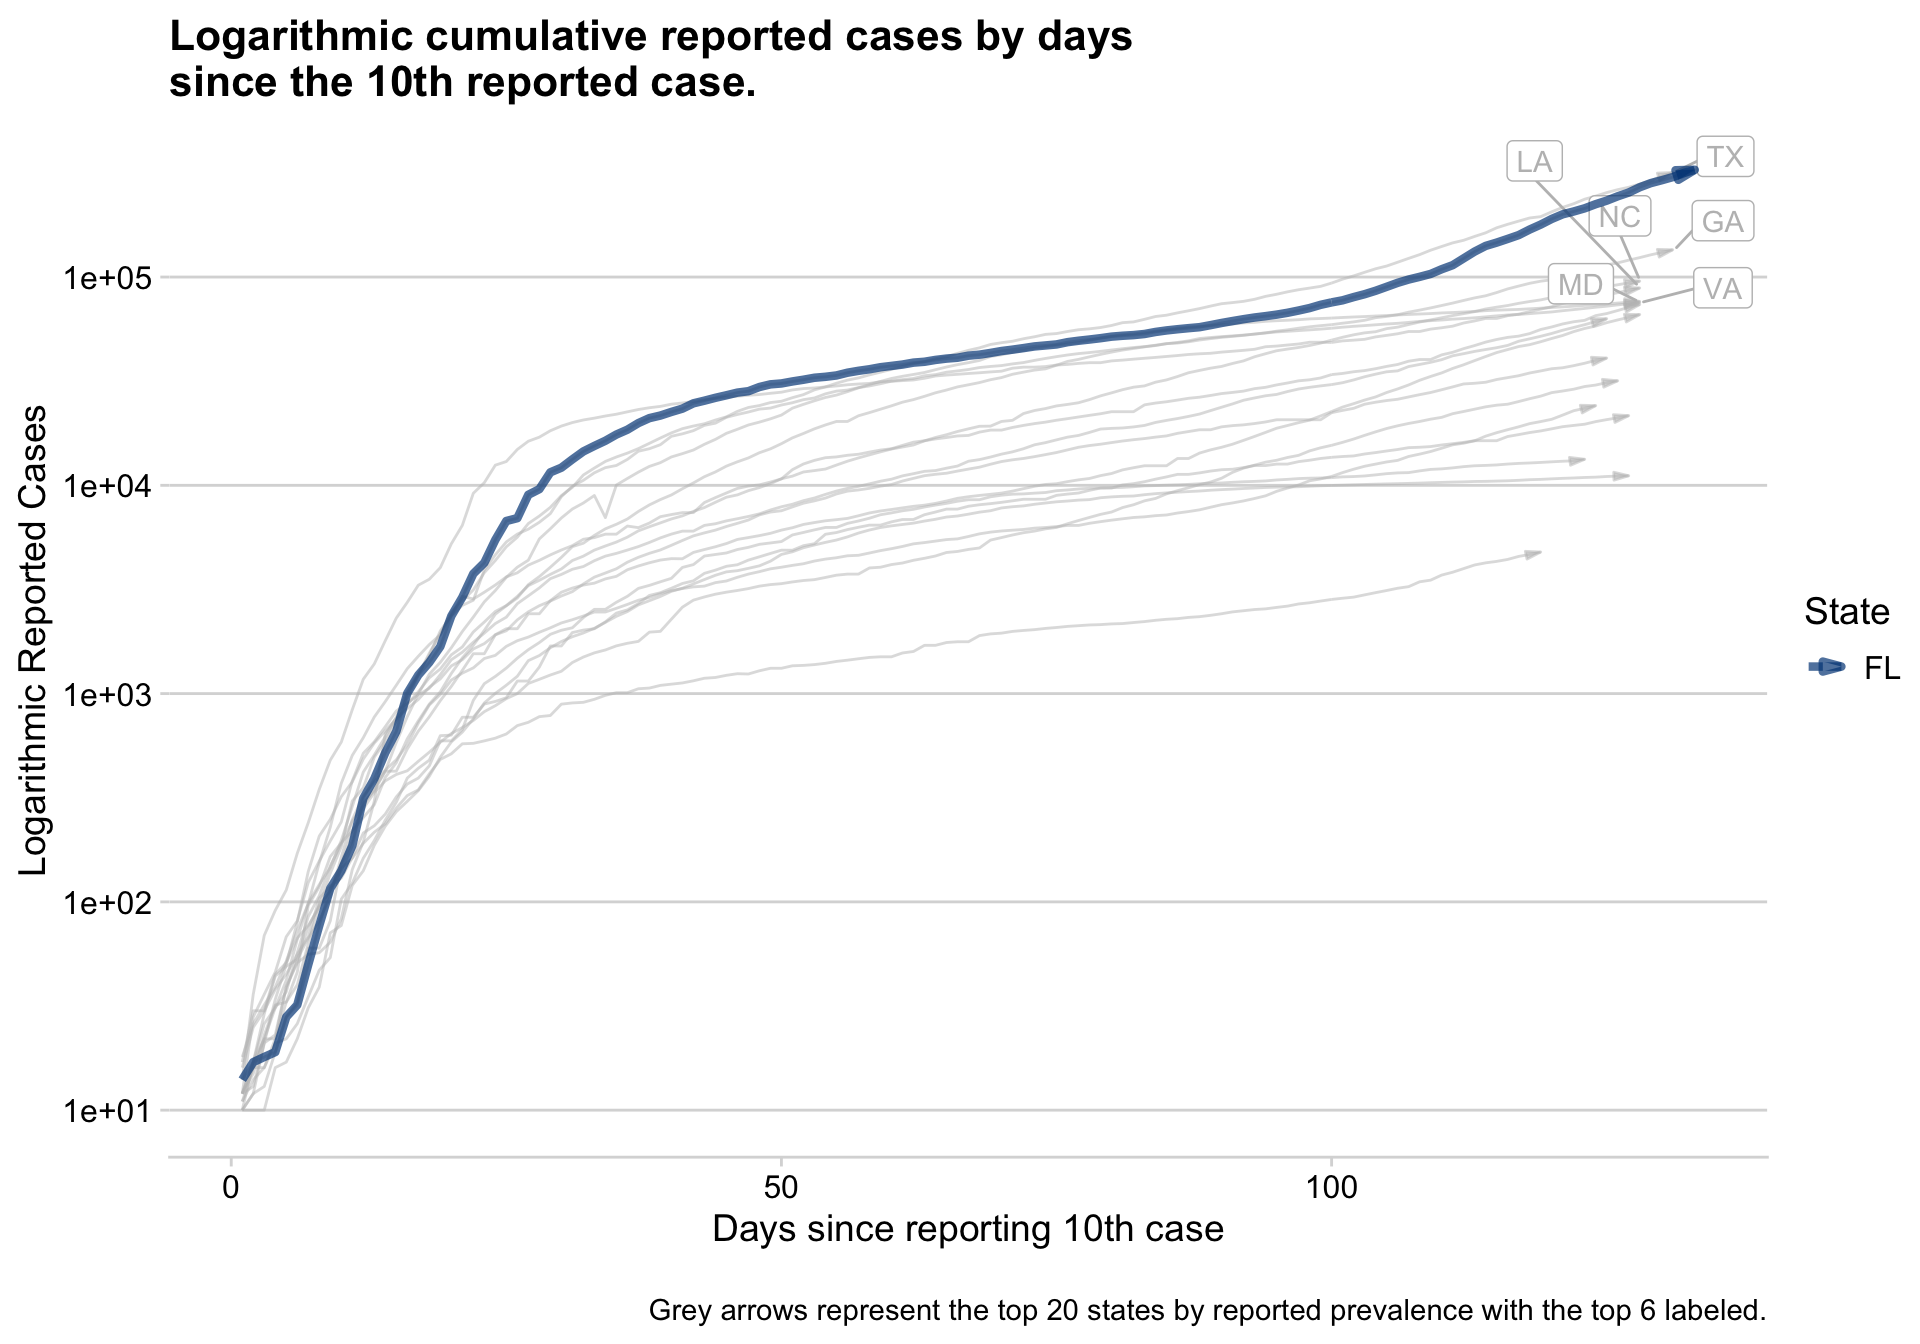 Logarithmic cumulative reported cases by days
since the 10th reported case.
LA
TX
NC
GA
MD
VA
1e+05
1e+04
1e+03
1e+02
1e+01
Logarithmic Reported Cases
0
50
100
Days since reporting 10th case
State
FL
Grey arrows represent the top 20 states by reported prevalence with the top 6 labeled.